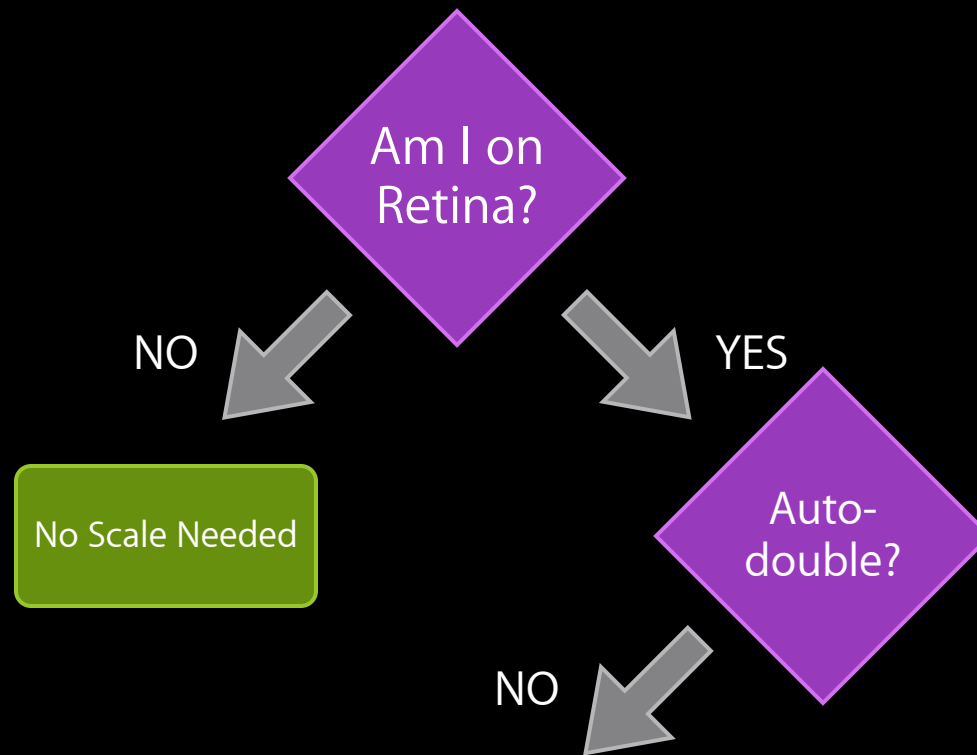 Am I on
Retina?
NO
YES
No Scale Needed
Auto-
double?
NO